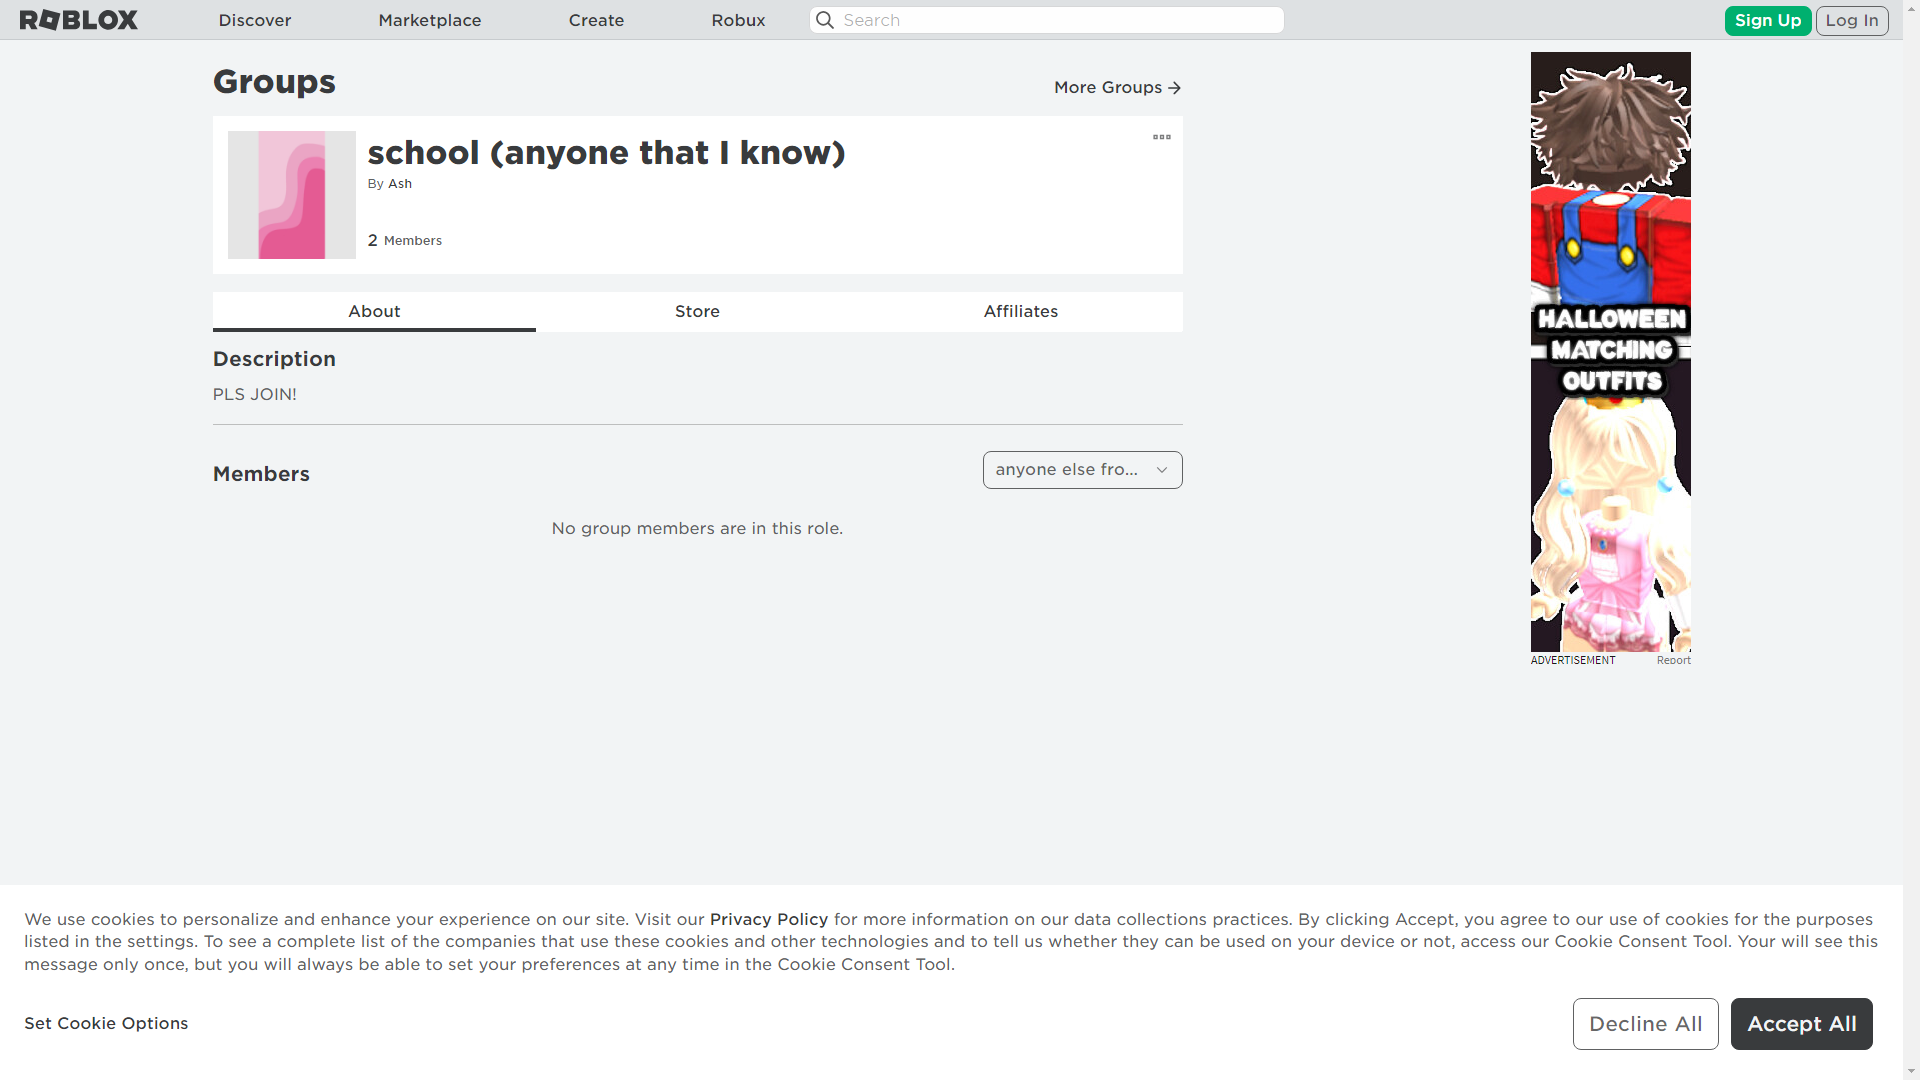 ROBLOX
Discover
Marketplace
Create
Robux
Search
Sign Up
Log In
Groups
More Groups
school (anyone that I know)
By Ash
2 Members
About
Store
Affiliates
Description
PLS JOIN!
Members
anyone else fro...
No group members are in this role.
HALLOWEEN
MATCHING
OUTFITS
ADVERTISEMENT
Report
We use cookies to personalize and enhance your experience on our site. Visit our Privacy Policy for more information on our data collections practices. By clicking Accept, you agree to our use of cookies for the purposes
listed in the settings. To see a complete list of the companies that use these cookies and other technologies and to tell us whether they can be used on your device or not, access our Cookie Consent Tool. Your will see this
message only once, but you will always be able to set your preferences at any time in the Cookie Consent Tool.
Set Cookie Options
Decline All
Accept All